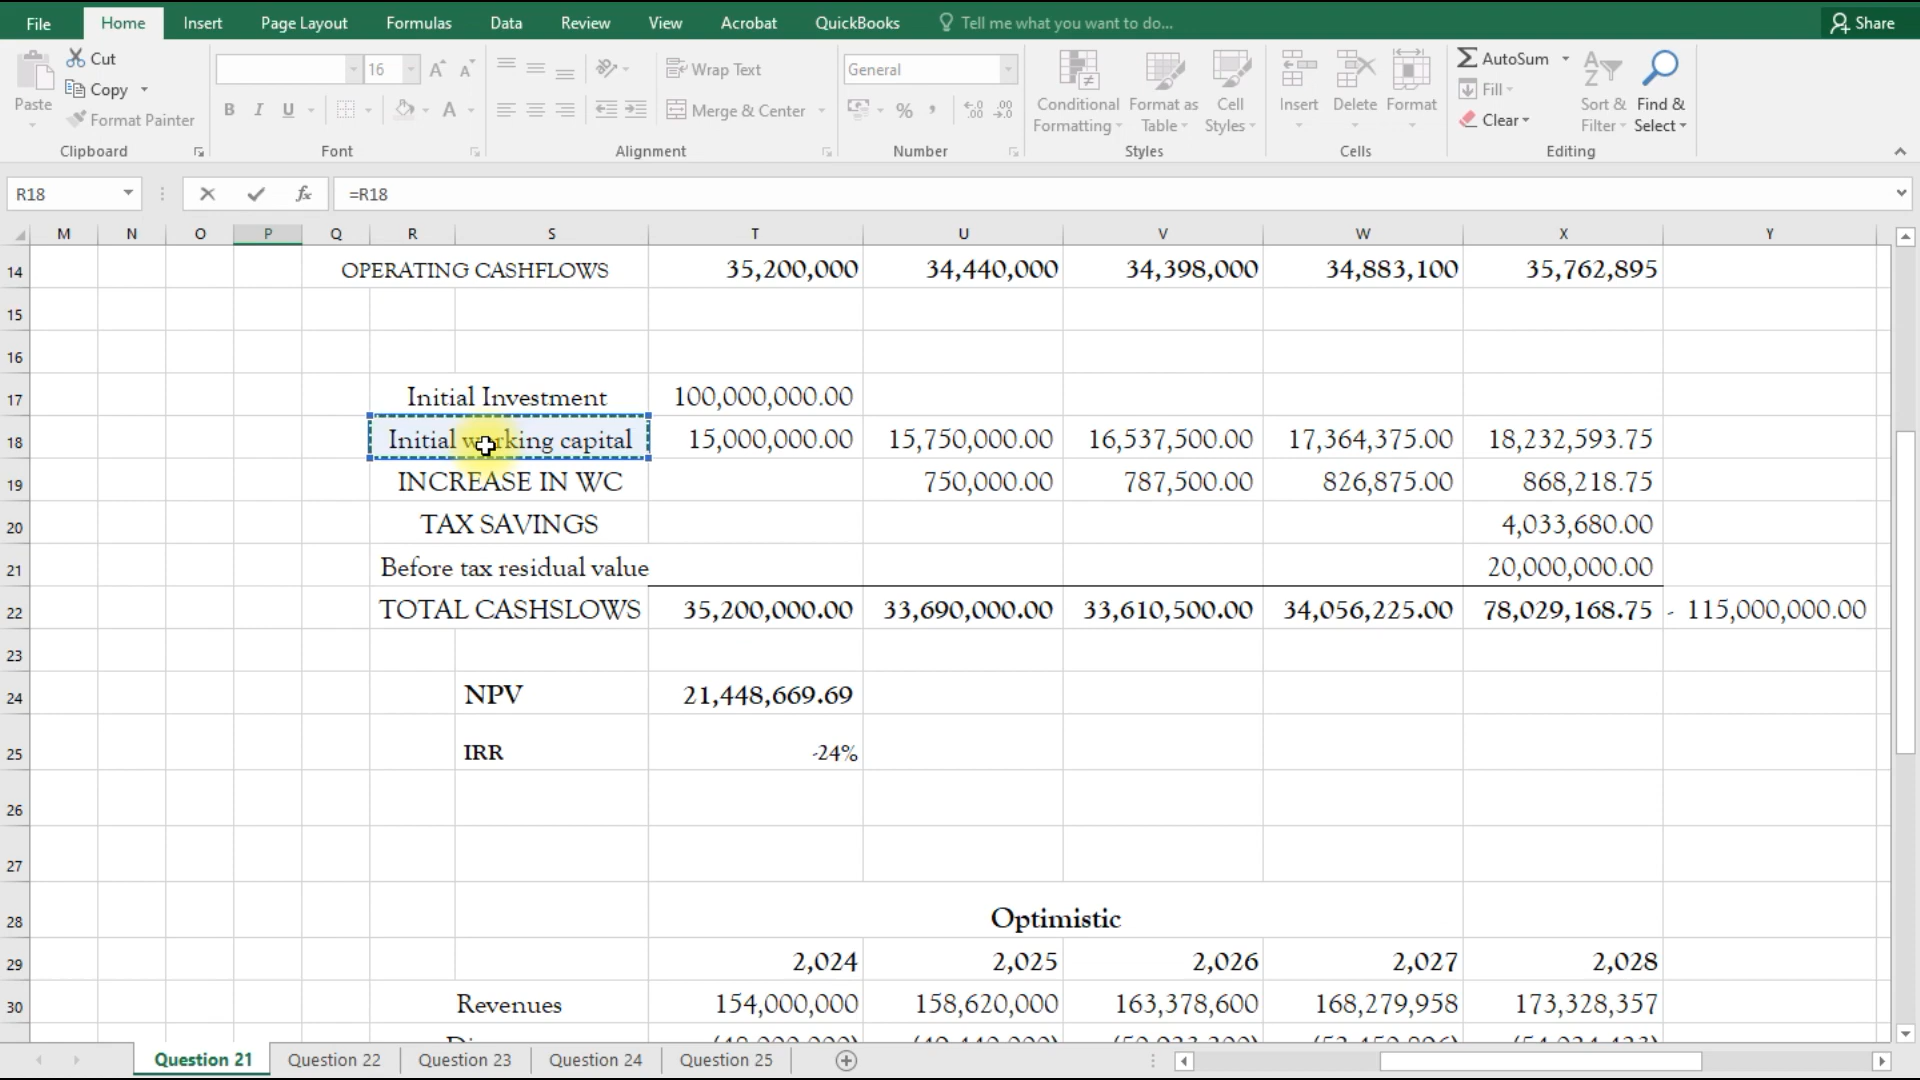 File Home Insert Page Layout Formulas Data Review View Acrobat QuickBooks Tell me what you want to do... Share
Paste Cut Copy Format Painter Clipboard
16 B I U Font
Wrap Text Merge & Center Alignment
General % Number
Conditional Formatting Format as Table Cell Styles Styles
Insert Delete Format Cells
AutoSum Fill Clear Sort & Filter Find & Select Editing
R18 fx =R18
M N O P Q R S T U V W X Y
14 OPERATING CASHFLOWS 35,200,000 34,440,000 34,398,000 34,883,100 35,762,895
15
16
17 Initial Investment 100,000,000.00
18 Initial working capital 15,000,000.00 15,750,000.00 16,537,500.00 17,364,375.00 18,232,593.75
19 INCREASE IN WC 750,000.00 787,500.00 826,875.00 868,218.75
20 TAX SAVINGS 4,033,680.00
21 Before tax residual value 20,000,000.00
22 TOTAL CASHSLOWS 35,200,000.00 33,690,000.00 33,610,500.00 34,056,225.00 78,029,168.75 - 115,000,000.00
23
24 NPV 21,448,669.69
25 IRR -24%
26
27
28 Optimistic
29 2,024 2,025 2,026 2,027 2,028
30 Revenues 154,000,000 158,620,000 163,378,600 168,279,958 173,328,357
Question 21 Question 22 Question 23 Question 24 Question 25